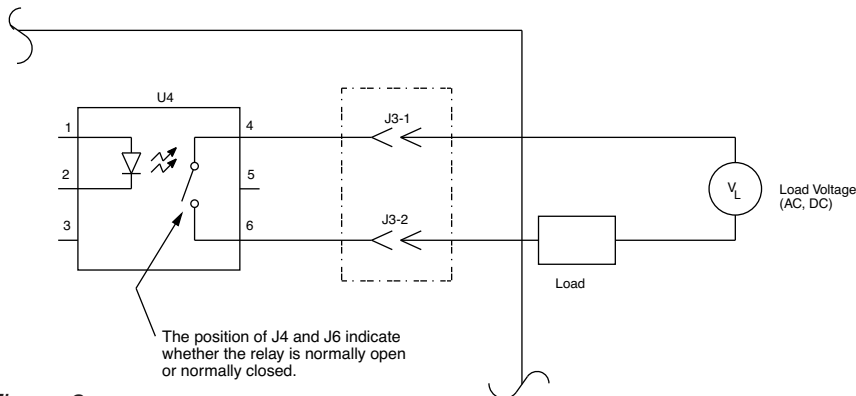 U4
1
4
J3-1
2
5
V_L
Load Voltage
(AC, DC)
3
6
J3-2
Load
The position of J4 and J6 indicate
whether the relay is normally open
or normally closed.